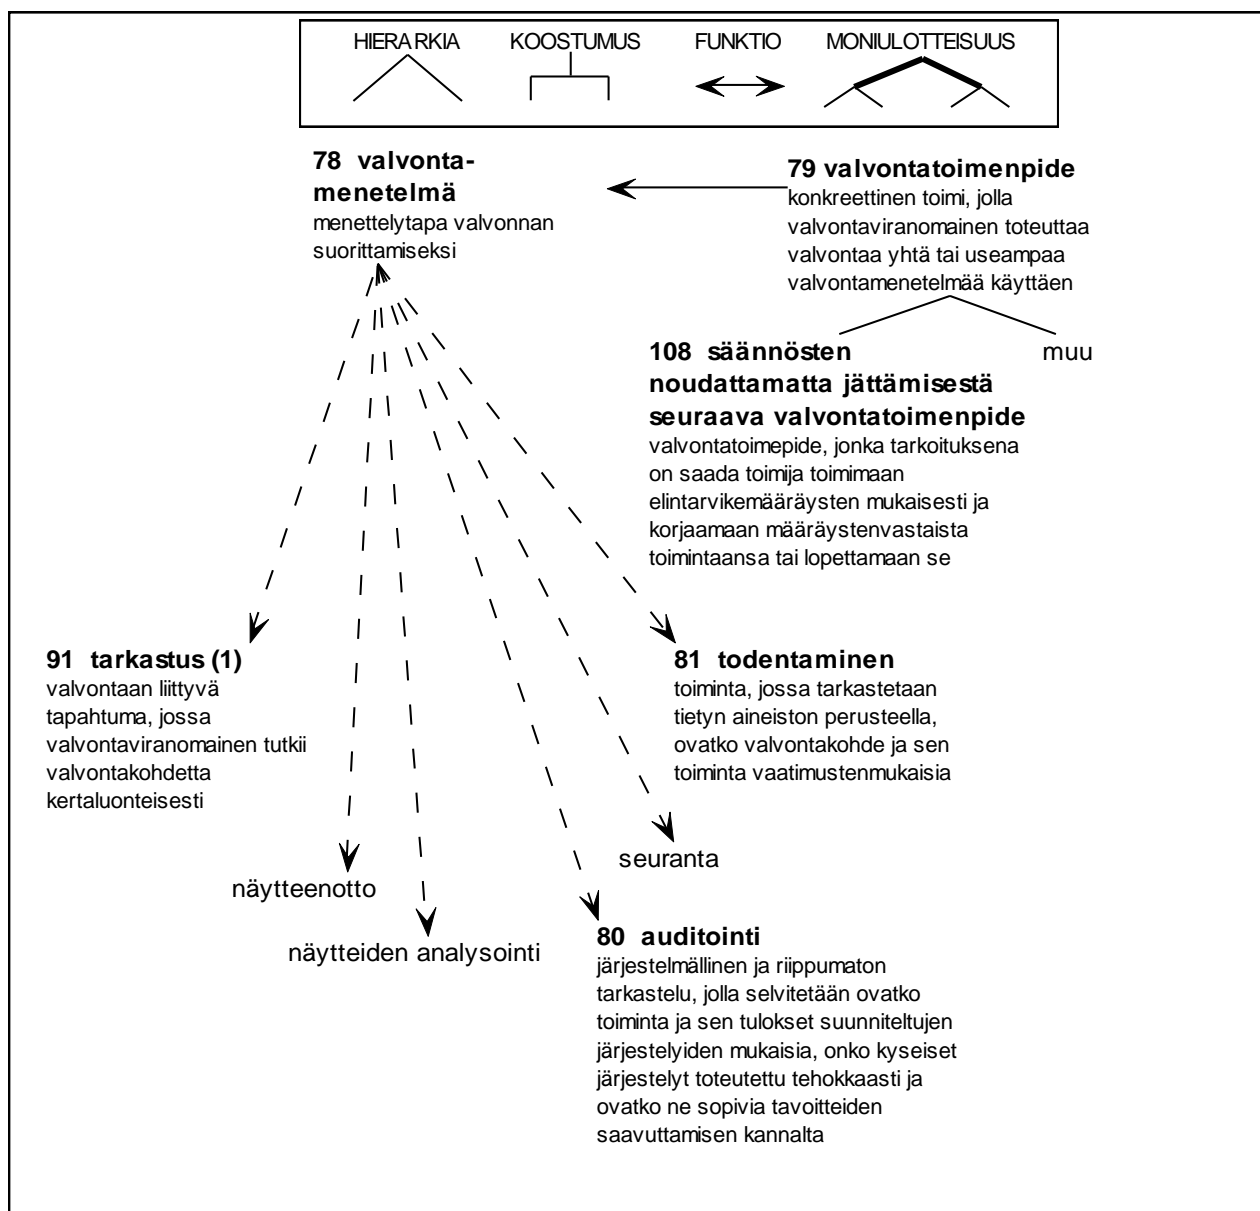 HIERARKIA KOOSTUMUS FUNKTIO MONIULOTTEISUUS
78 valvonta-
menetelmä
menettelytapa valvonnan
suorittamiseksi
79 valvontatoimenpide
konkreettinen toimi, jolla
valvontaviranomainen toteuttaa
valvontaa yhtä tai useampaa
valvontamenetelmää käyttäen
108 säännösten
noudattamatta jättämisestä
seuraava valvontatoimenpide
valvontatoimepide, jonka tarkoituksena
on saada toimija toimimaan
elintarvikemääräysten mukaisesti ja
korjaamaan määräystenvastaista
toimintaansa tai lopettamaan se
muu
91 tarkastus (1)
valvontaan liittyvä
tapahtuma, jossa
valvontaviranomainen tutkii
valvontakohdetta
kertaluonteisesti
81 todentaminen
toiminta, jossa tarkastetaan
tietyn aineiston perusteella,
ovatko valvontakohde ja sen
toiminta vaatimustenmukaisia
näytteenotto
seuranta
näytteiden analysointi
80 auditointi
järjestelmällinen ja riippumaton
tarkastelu, jolla selvitetään ovatko
toiminta ja sen tulokset suunniteltujen
järjestelyiden mukaisia, onko kyseiset
järjestelyt toteutettu tehokkaasti ja
ovatko ne sopivia tavoitteiden
saavuttamisen kannalta